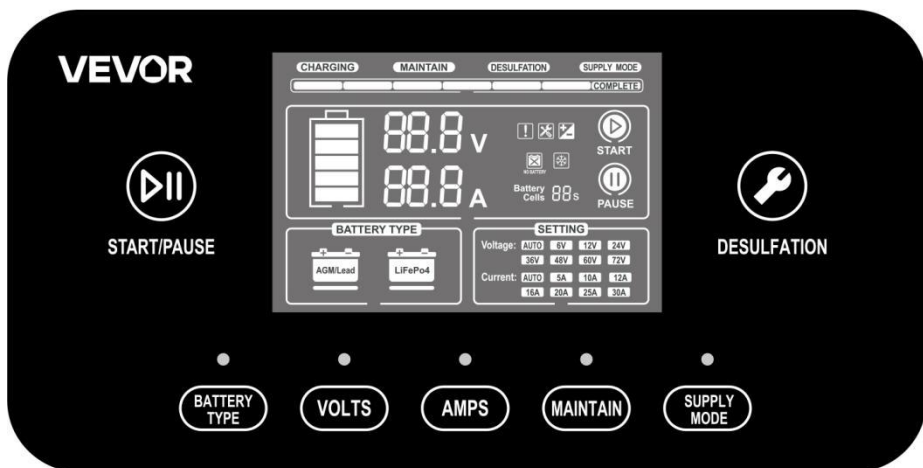 VEVOR
CHARGING MAINTAIN DESULFATION SUPPLY MODE
COMPLETE
88.8 V
START
NO BATTERY
88.8 A
Battery Cells 88 S
PAUSE
START/PAUSE
DESULFATION
BATTERY TYPE
AGM/Lead LiFePo4
SETTING
Voltage: AUTO 6V 12V 24V
36V 48V 60V 72V
Current: AUTO 5A 10A 12A
16A 20A 25A 30A
BATTERY TYPE
VOLTS
AMPS
MAINTAIN
SUPPLY MODE